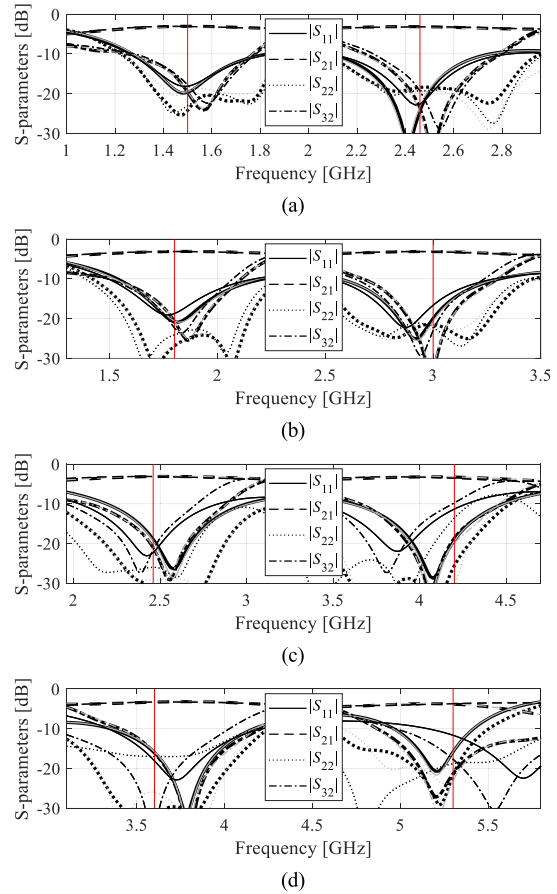 0
-10
-20
-30
S-parameters [dB]
|S11|
|S21|
|S22|
|S32|
1 1.2 1.4 1.6 1.8 2 2.2 2.4 2.6 2.8
Frequency [GHz]
(a)
0
-10
-20
-30
S-parameters [dB]
|S11|
|S21|
|S22|
|S32|
1.5 2 2.5 3 3.5
Frequency [GHz]
(b)
0
-10
-20
-30
S-parameters [dB]
|S11|
|S21|
|S22|
|S32|
2 2.5 3 3.5 4 4.5
Frequency [GHz]
(c)
0
-10
-20
-30
S-parameters [dB]
|S11|
|S21|
|S22|
|S32|
3.5 4 4.5 5 5.5
Frequency [GHz]
(d)